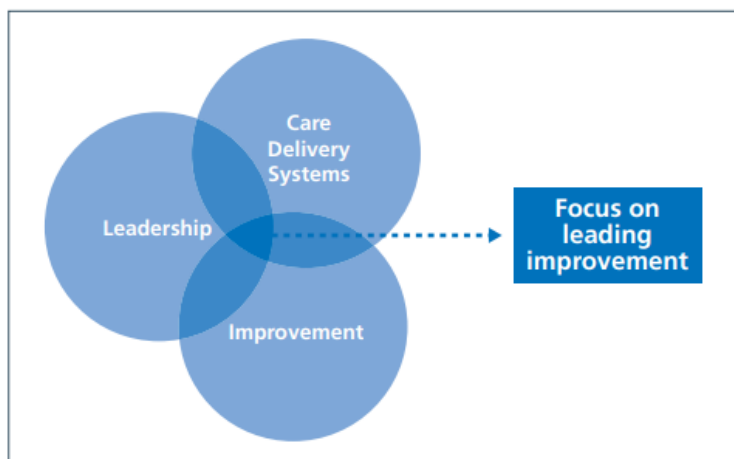 Care
Delivery
Systems
Leadership
Improvement
Focus on
leading
improvement